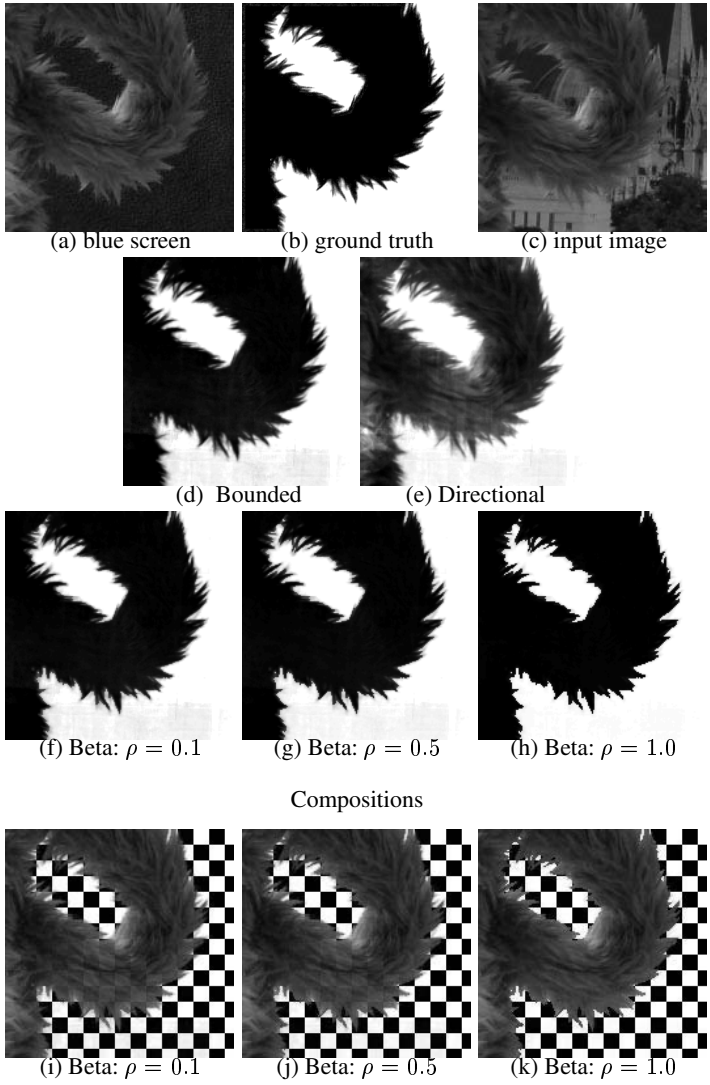 (a) blue screen (b) ground truth (c) input image
(d) Bounded (e) Directional
(f) Beta: ρ = 0.1 (g) Beta: ρ = 0.5 (h) Beta: ρ = 1.0
Compositions
(i) Beta: ρ = 0.1 (j) Beta: ρ = 0.5 (k) Beta: ρ = 1.0